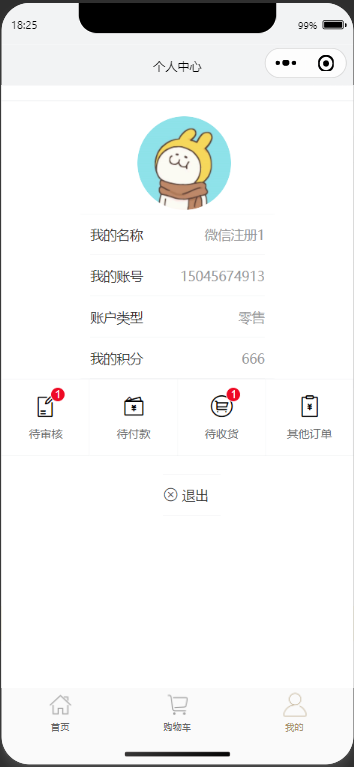 18:25
99%
个人中心
我的名称 微信注册1
我的账号 15045674913
账户类型 零售
我的积分 666
1 1
待审核 待付款 待收货 其他订单
退出
首页 购物车 我的